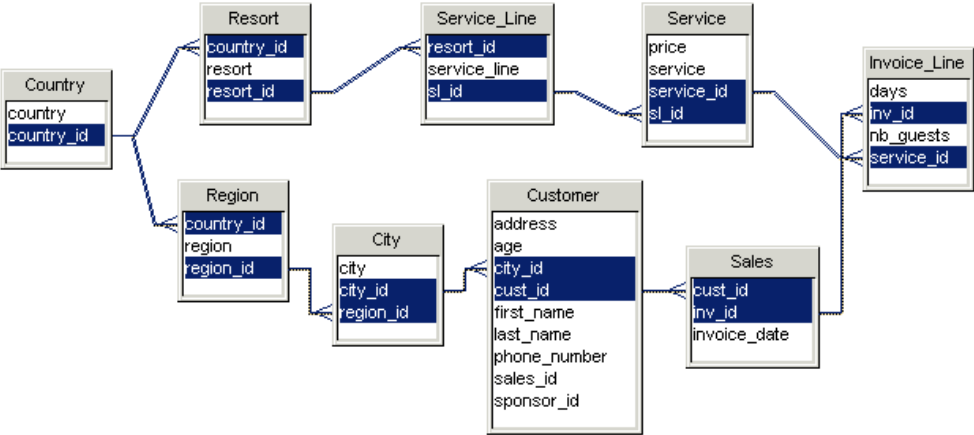 Resort
country_id
resort
resort_id
Service_Line
resort_id
service_line
sl_id
Service
price
service
service_id
sl_id
Invoice_Line
days
inv_id
nb_guests
service_id
Country
country
country_id
Region
country_id
region
region_id
City
city
city_id
region_id
Customer
address
age
city_id
cust_id
first_name
last_name
phone_number
sales_id
sponsor_id
Sales
cust_id
inv_id
invoice_date